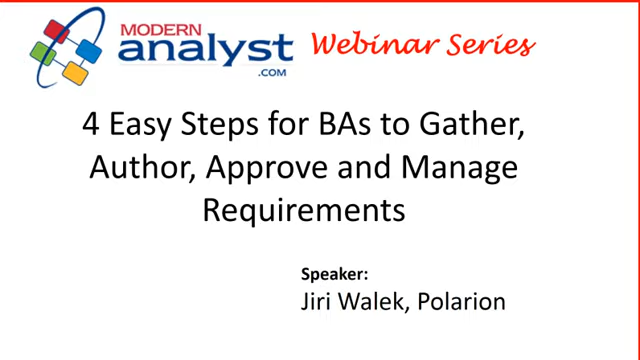 MODERN
analyst
.COM
Webinar Series
4 Easy Steps for BAs to Gather,
Author, Approve and Manage
Requirements
Speaker:
Jiri Walek, Polarion